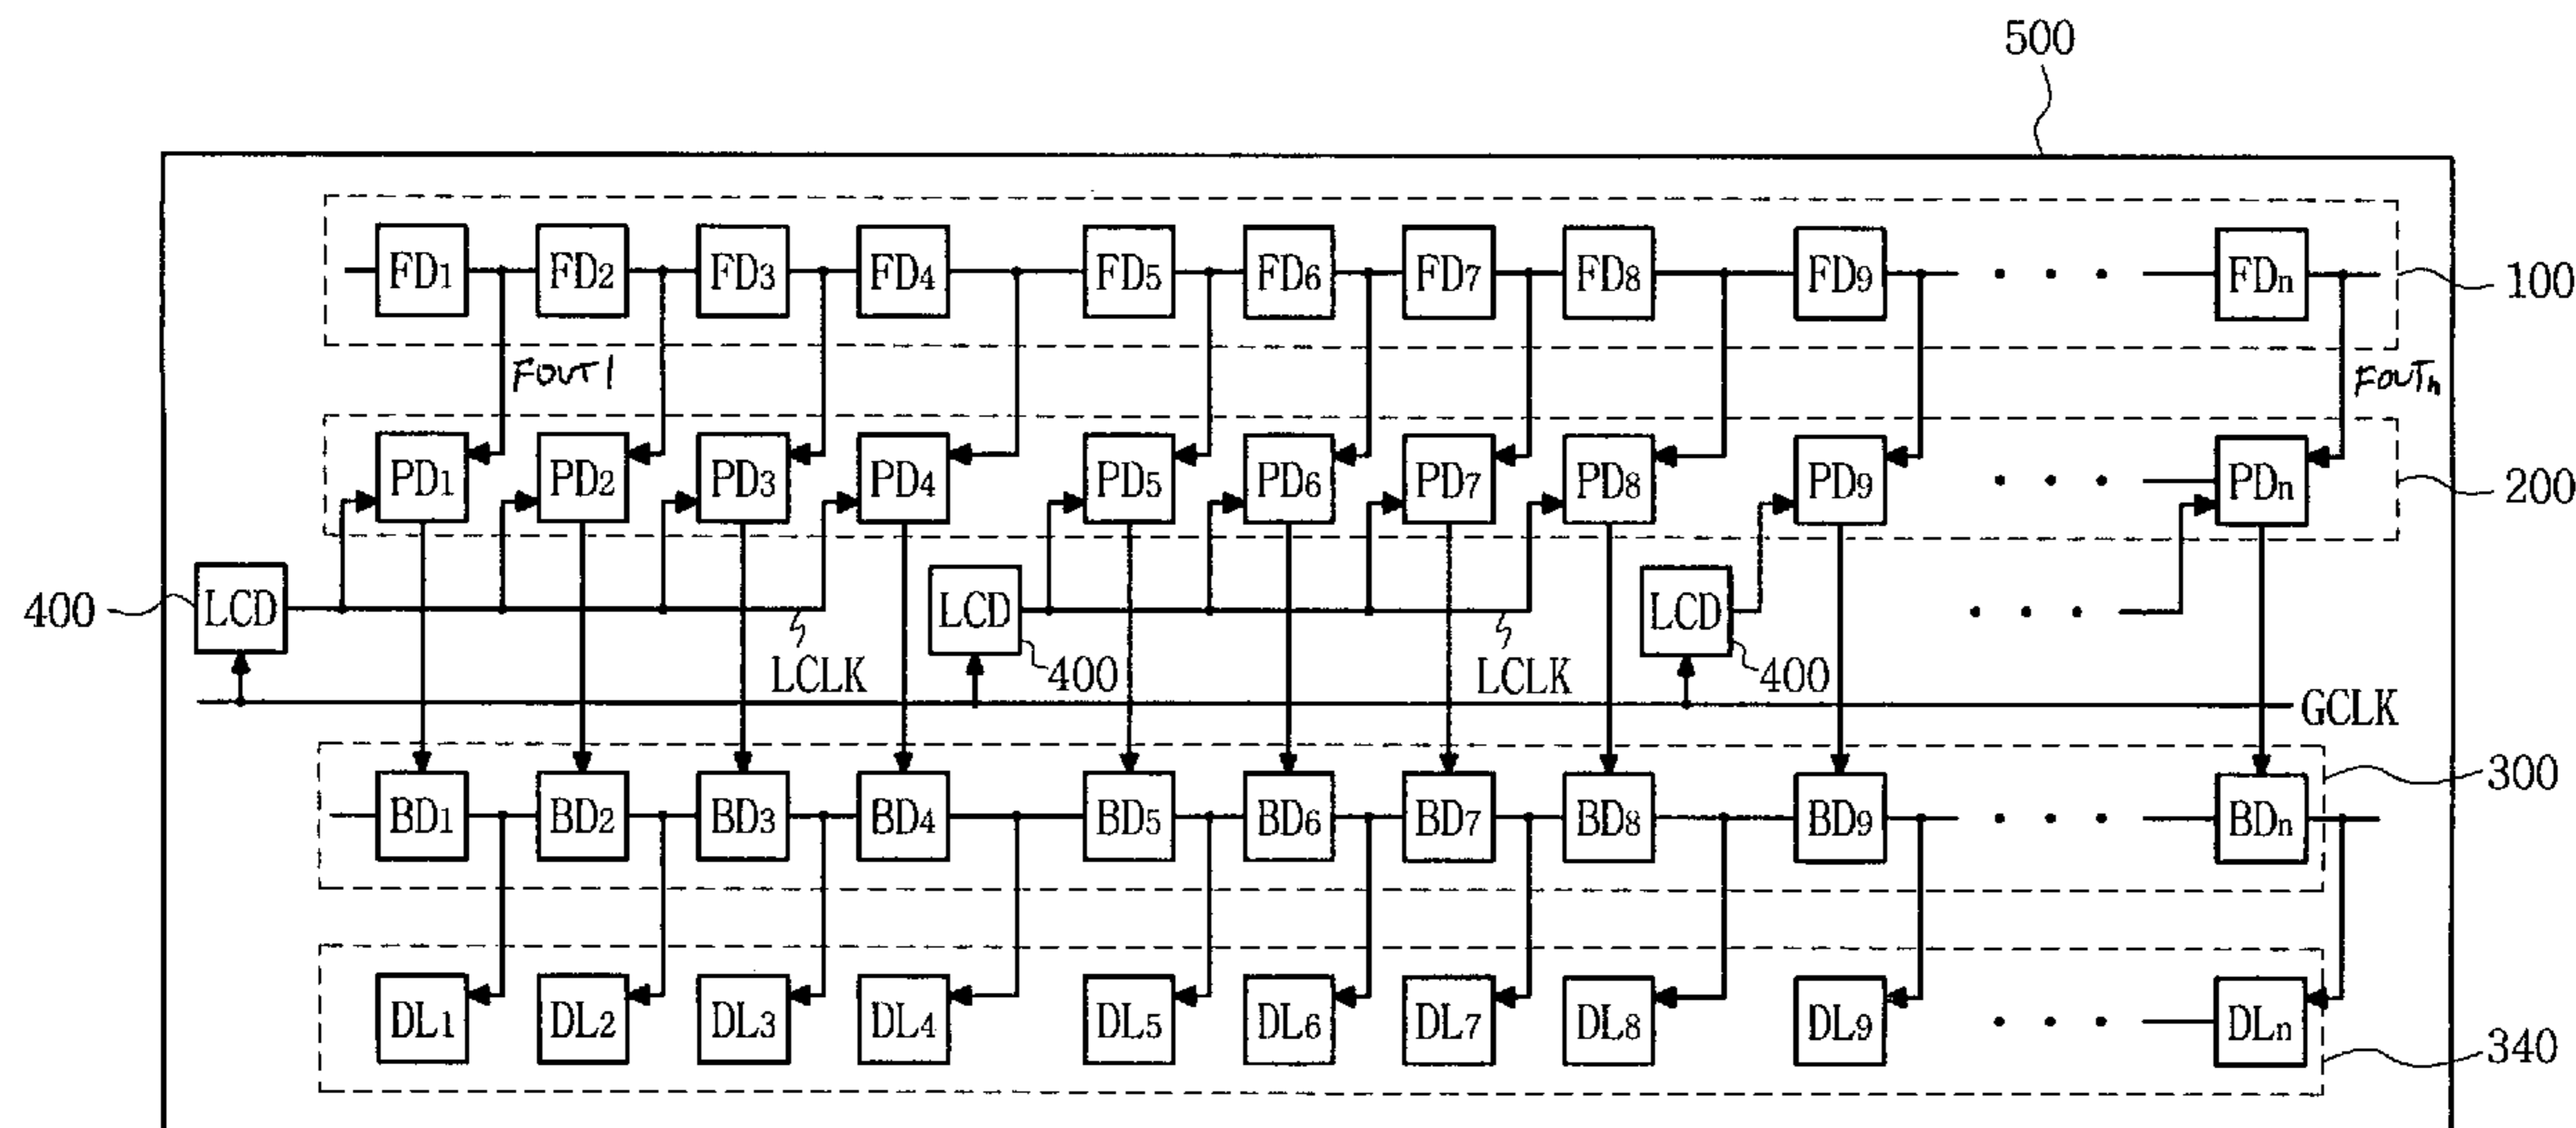 500
FD1 FD2 FD3 FD4 FD5 FD6 FD7 FD8 FD9 . . . FDn
100
FOUT1 FOUTn
PD1 PD2 PD3 PD4 PD5 PD6 PD7 PD8 PD9 . . . PDn
200
400 LCD LCD LCD . . .
LCLK 400 LCLK 400
GCLK
BD1 BD2 BD3 BD4 BD5 BD6 BD7 BD8 BD9 . . . BDn
300
DL1 DL2 DL3 DL4 DL5 DL6 DL7 DL8 DL9 . . . DLn
340